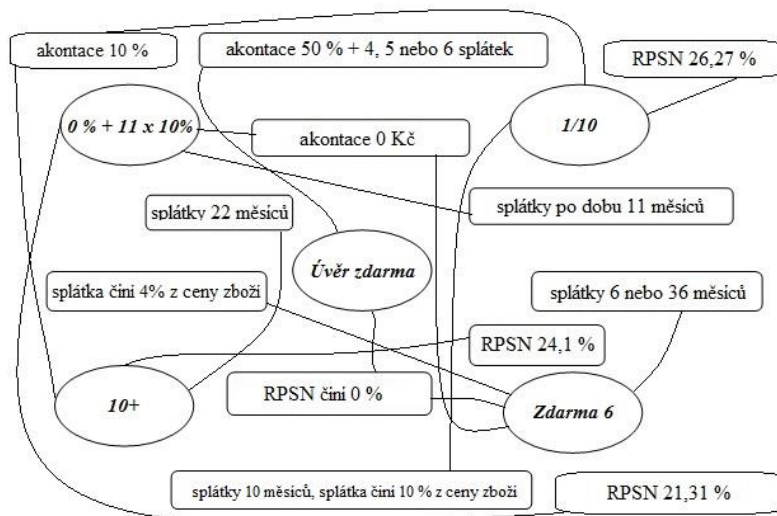 akontace 10 %
akontace 50 % + 4, 5 nebo 6 splátek
RPSN 26,27 %
0 % + 11 x 10%
1/10
akontace 0 Kč
splátky 22 měsíců
splátky po dobu 11 měsíců
Úvěr zdarma
splátka činí 4% z ceny zboží
splátky 6 nebo 36 měsíců
RPSN 24,1 %
RPSN činí 0 %
10+
Zdarma 6
splátky 10 měsíců, splátka činí 10 % z ceny zboží
RPSN 21,31 %